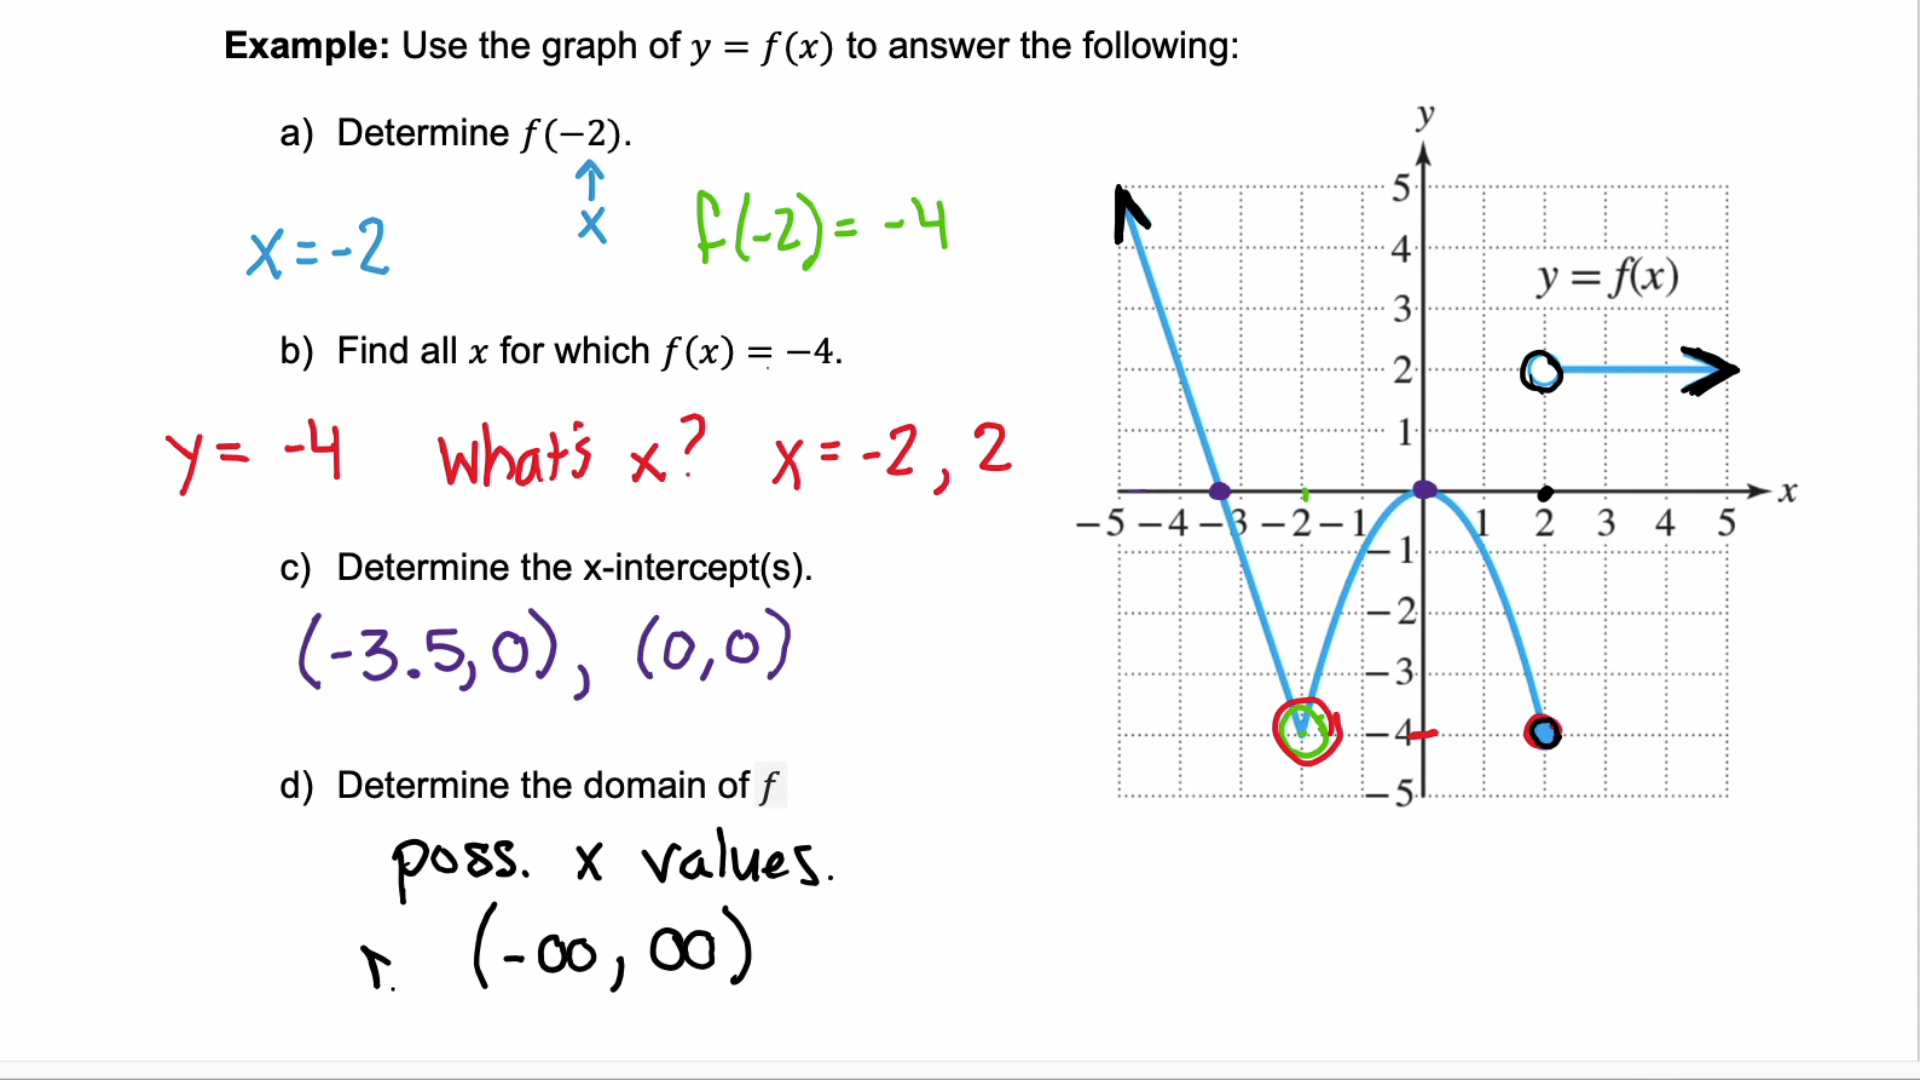 Example: Use the graph of y = f(x) to answer the following:
a) Determine f(−2).
x
x=-2
f(-2)= -4
b) Find all x for which f(x) = −4.
y= -4 what's x? x=-2, 2
c) Determine the x-intercept(s).
(-3.5,0), (0,0)
d) Determine the domain of f
poss. x values.
(-∞, ∞)
y
5
4
y = f(x)
3
2
1
x
−5 −4 −3 −2 −1 1 2 3 4 5
−1
−2
−3
−4
−5